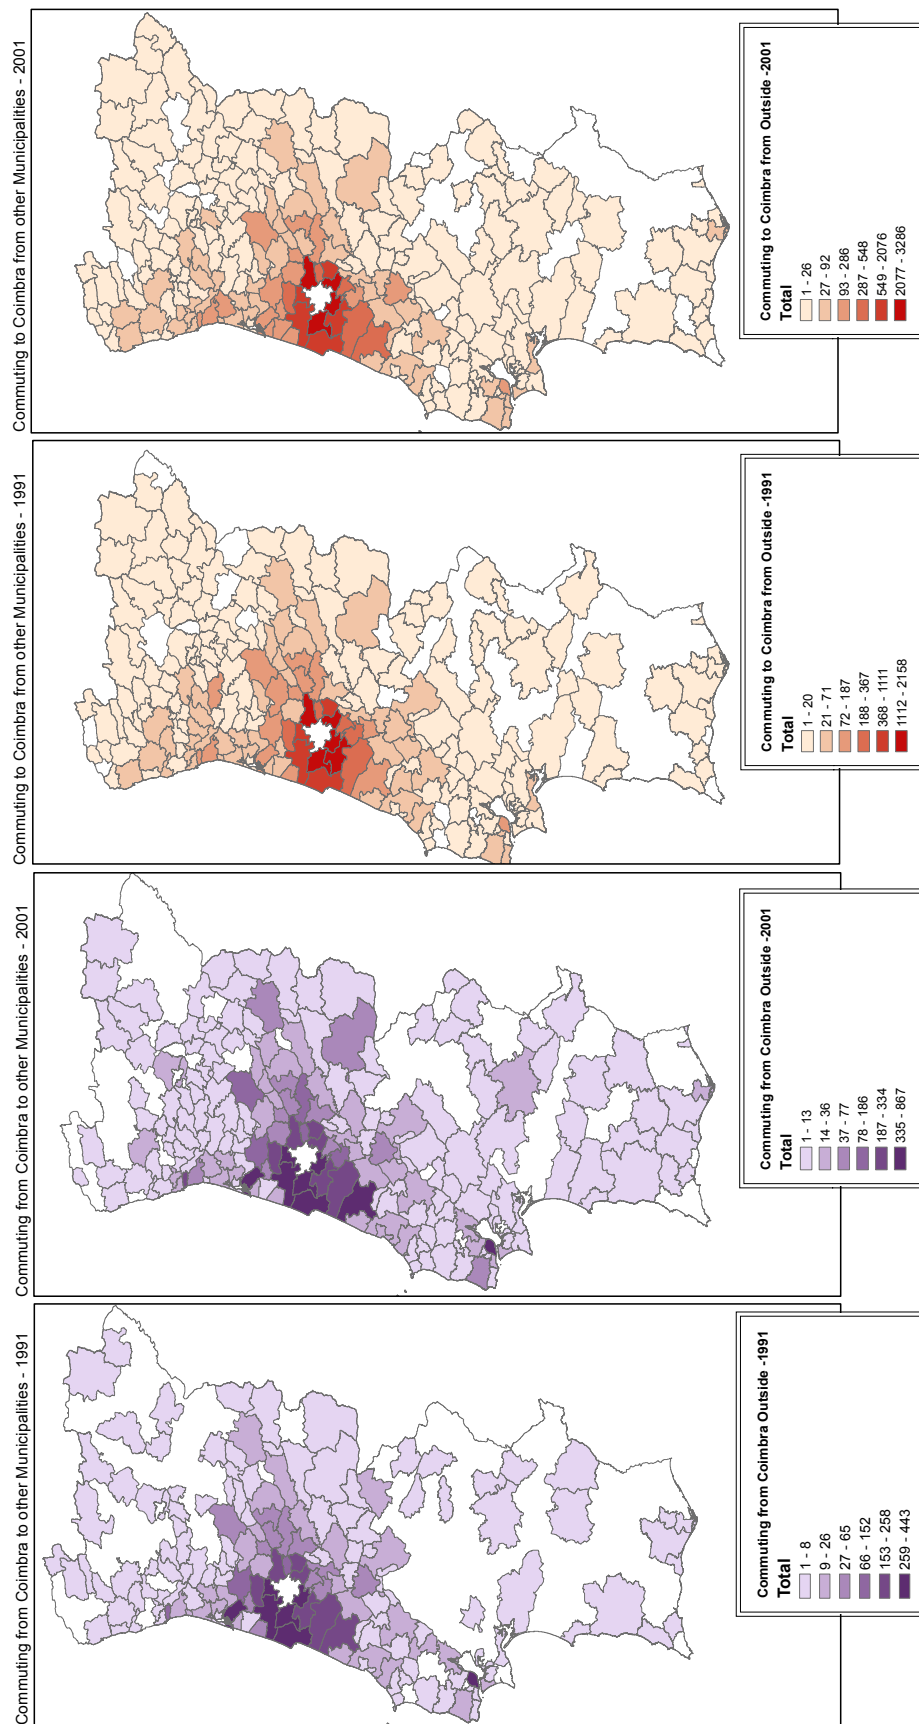 Commuting from Coimbra to other Municipalities - 1991
Commuting from Coimbra Outside -1991
Total
1 - 8
9 - 26
27 - 65
66 - 152
153 - 258
259 - 443
Commuting from Coimbra to other Municipalities - 2001
Commuting from Coimbra Outside -2001
Total
1 - 13
14 - 36
37 - 77
78 - 186
187 - 334
335 - 867
Commuting to Coimbra from other Municipalities - 1991
Commuting to Coimbra from Outside -1991
Total
1 - 20
21 - 71
72 - 187
188 - 367
368 - 1111
1112 - 2158
Commuting to Coimbra from other Municipalities - 2001
Commuting to Coimbra from Outside -2001
Total
1 - 26
27 - 92
93 - 286
287 - 548
549 - 2076
2077 - 3286